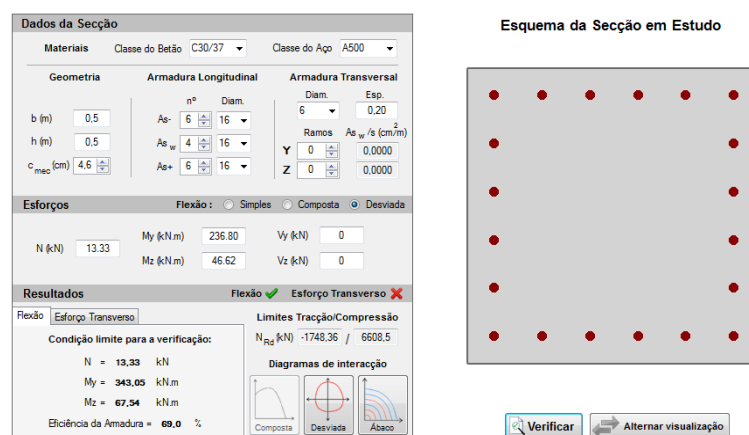 Dados da Secção
Esquema da Secção em Estudo
Materiais Classe do Betão C30/37 Classe do Aço A500
Geometria Armadura Longitudinal Armadura Transversal
nº Diam. Diam. Esp.
6 0,20
b (m) 0,5 As- 6 16
Ramos As w /s (cm2/m)
h (m) 0,5 As w 4 16
Y 0 0,0000
c mec (cm) 4,6 As+ 6 16
Z 0 0,0000
Esforços Flexão : Simples Composta Desviada
N (kN) 13.33 My (kN.m) 236.80 Vy (kN) 0
Mz (kN.m) 46.62 Vz (kN) 0
Resultados Flexão Esforço Transverso
Flexão Esforço Transverso
Limites Tracção/Compressão
Condição limite para a verificação:
N Rd (kN) -1748,36 / 6608,5
N = 13,33 kN
Diagramas de interacção
My = 343,05 kN.m
Mz = 67,54 kN.m
Eficiência da Armadura = 69,0 %
Composta Desviada Ábaco
Verificar Alternar visualização